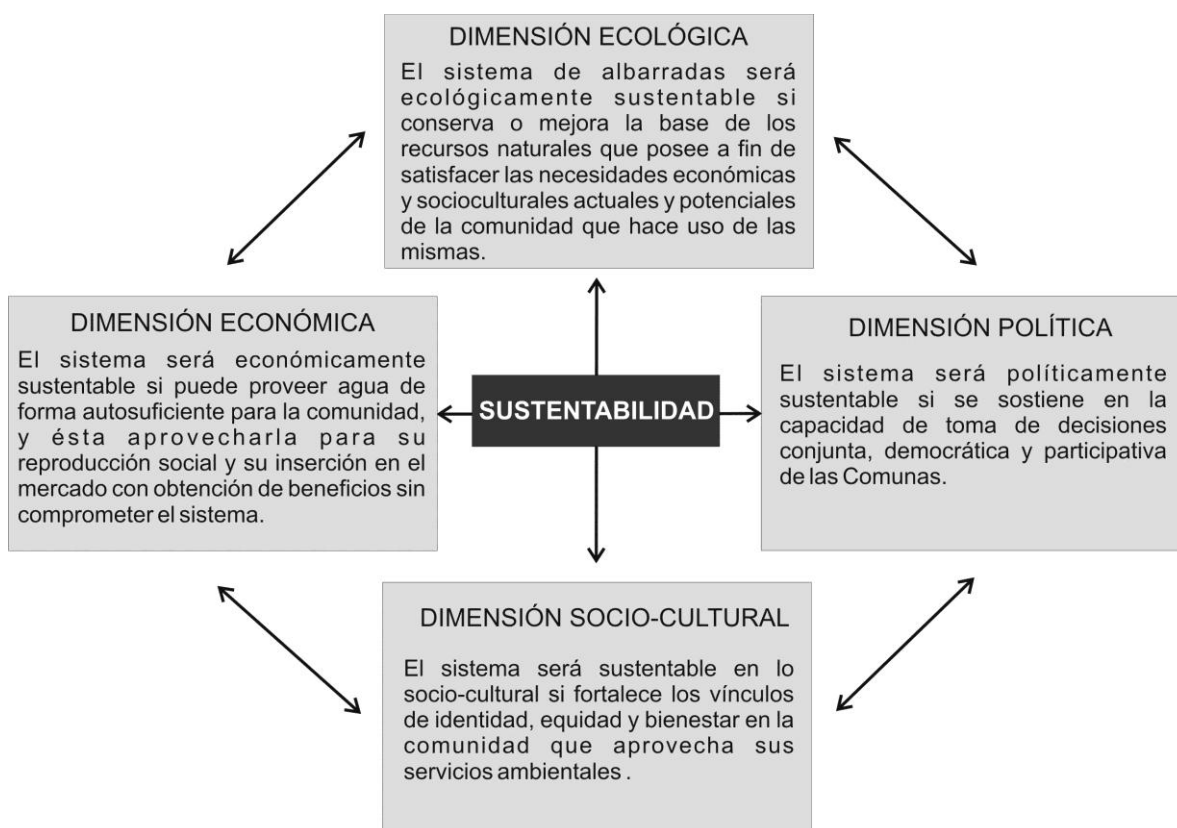 DIMENSIÓN ECOLÓGICA
El sistema de albarradas será
ecológicamente sustentable si
conserva o mejora la base de los
recursos naturales que posee a fin de
satisfacer las necesidades económicas
y socioculturales actuales y potenciales
de la comunidad que hace uso de las
mismas.
DIMENSIÓN ECONÓMICA
El sistema será económicamente
sustentable si puede proveer agua de
forma autosuficiente para la comunidad,
y ésta aprovecharla para su
reproducción social y su inserción en el
mercado con obtención de beneficios sin
comprometer el sistema.
SUSTENTABILIDAD
DIMENSIÓN POLÍTICA
El sistema será políticamente
sustentable si se sostiene en la
capacidad de toma de decisiones
conjunta, democrática y participativa
de las Comunas.
DIMENSIÓN SOCIO-CULTURAL
El sistema será sustentable en lo
socio-cultural si fortalece los vínculos
de identidad, equidad y bienestar en la
comunidad que aprovecha sus
servicios ambientales .